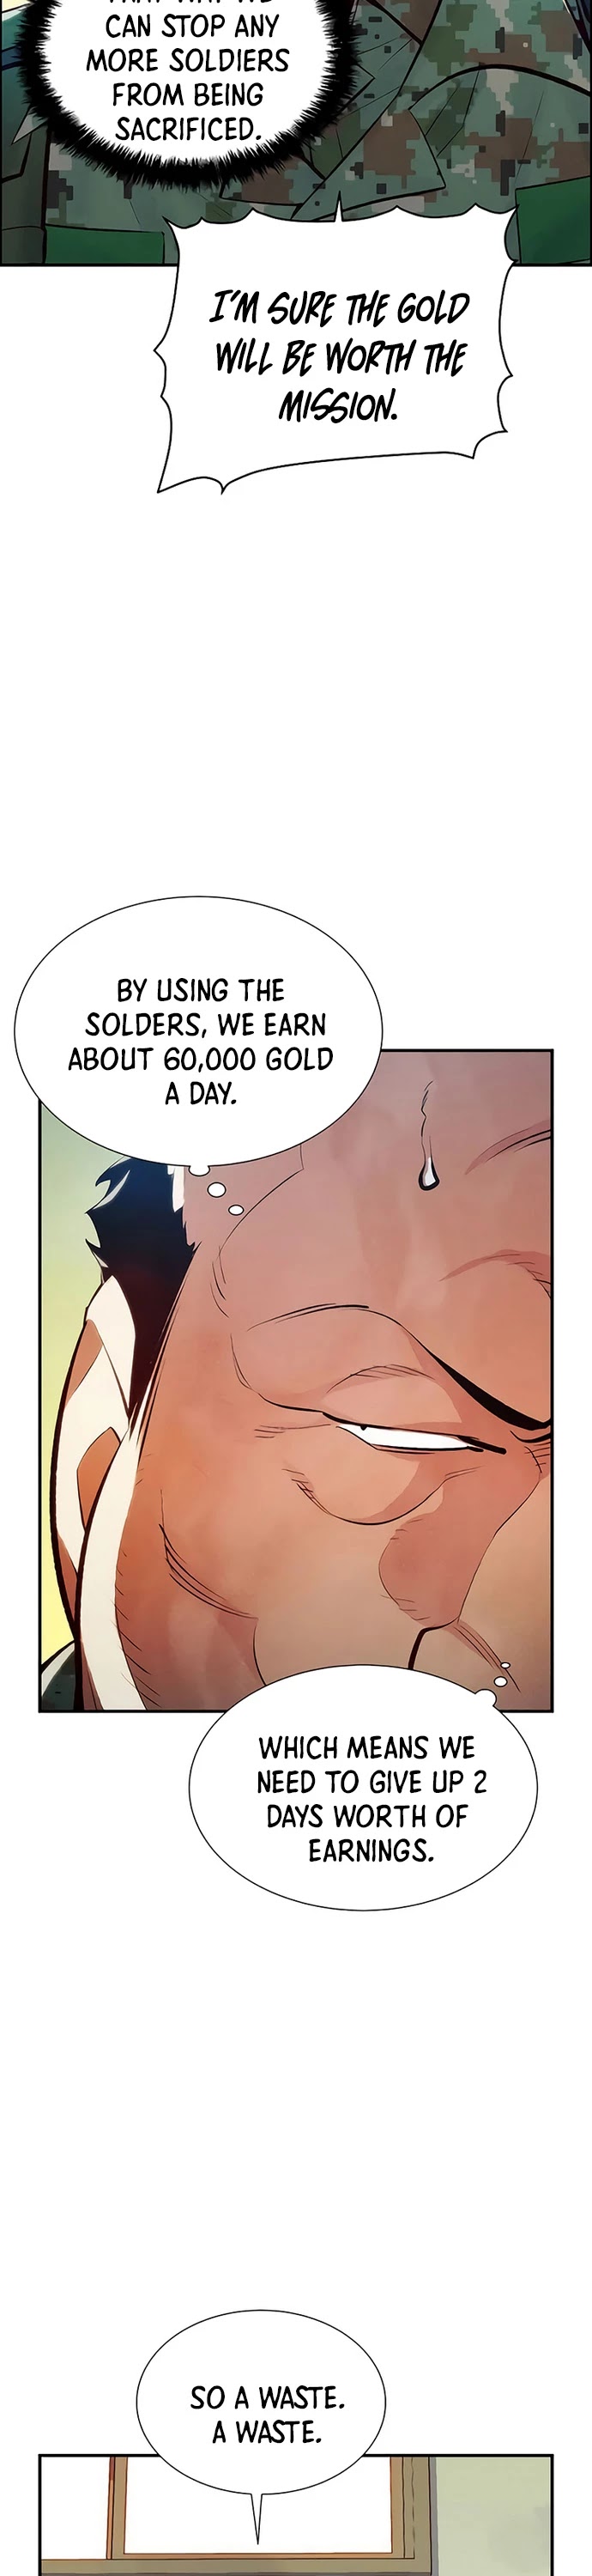 CAN STOP ANY
MORE SOLDIERS
FROM BEING
SACRIFICED.
I'M SURE THE GOLD
WILL BE WORTH THE
MISSION.
BY USING THE
SOLDERS, WE EARN
ABOUT 60,000 GOLD
A DAY.
WHICH MEANS WE
NEED TO GIVE UP 2
DAYS WORTH OF
EARNINGS.
SO A WASTE.
A WASTE.